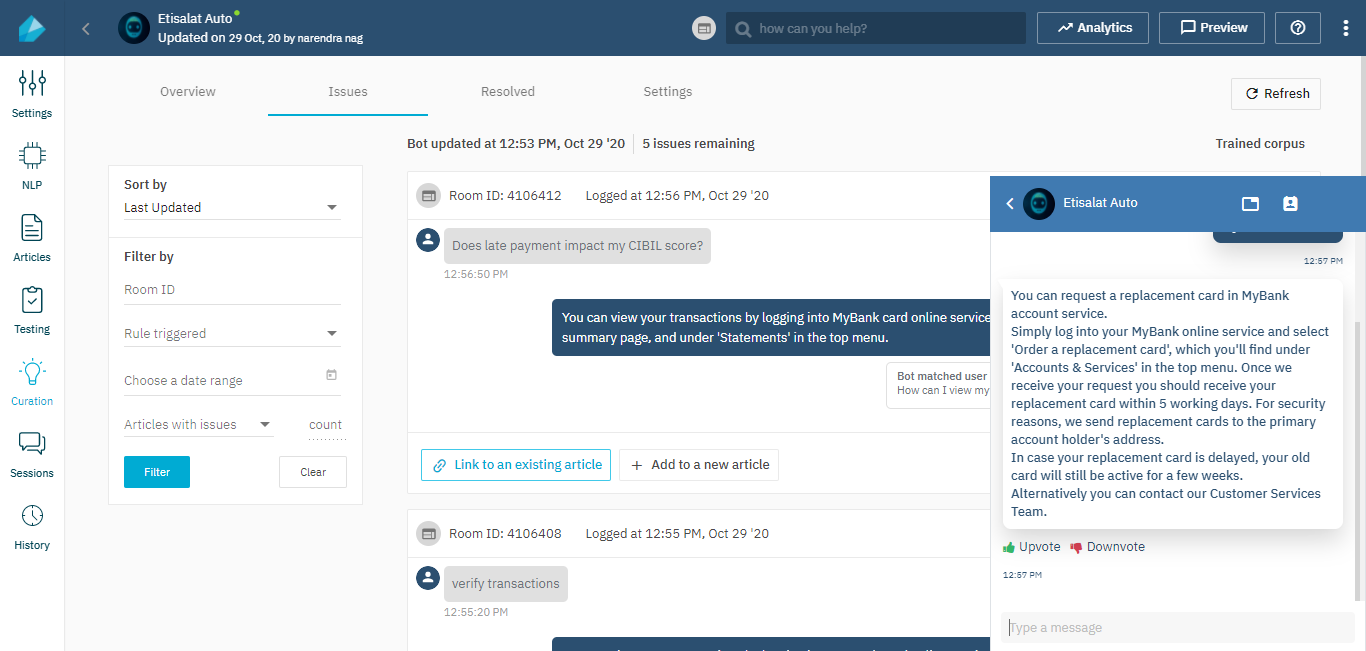 Etisalat Auto
Updated on 29 Oct, 20 by narendra nag
how can you help?
Analytics
Preview
Settings
NLP
Articles
Testing
Curation
Sessions
History
Overview
Issues
Resolved
Settings
Refresh
Bot updated at 12:53 PM, Oct 29 '20
5 issues remaining
Trained corpus
Sort by
Last Updated
Filter by
Room ID
Rule triggered
Choose a date range
Articles with issues
count
Filter
Clear
Room ID: 4106412
Logged at 12:56 PM, Oct 29 '20
Does late payment impact my CIBIL score?
12:56:50 PM
You can view your transactions by logging into MyBank card online service
summary page, and under 'Statements' in the top menu.
Bot matched user
How can I view my
Link to an existing article
Add to a new article
Room ID: 4106408
Logged at 12:55 PM, Oct 29 '20
verify transactions
12:55:20 PM
Etisalat Auto
12:57 PM
You can request a replacement card in MyBank
account service.
Simply log into your MyBank online service and select
'Order a replacement card', which you'll find under
'Accounts & Services' in the top menu. Once we
receive your request you should receive your
replacement card within 5 working days. For security
reasons, we send replacement cards to the primary
account holder's address.
In case your replacement card is delayed, your old
card will still be active for a few weeks.
Alternatively you can contact our Customer Services
Team.
Upvote
Downvote
12:57 PM
Type a message